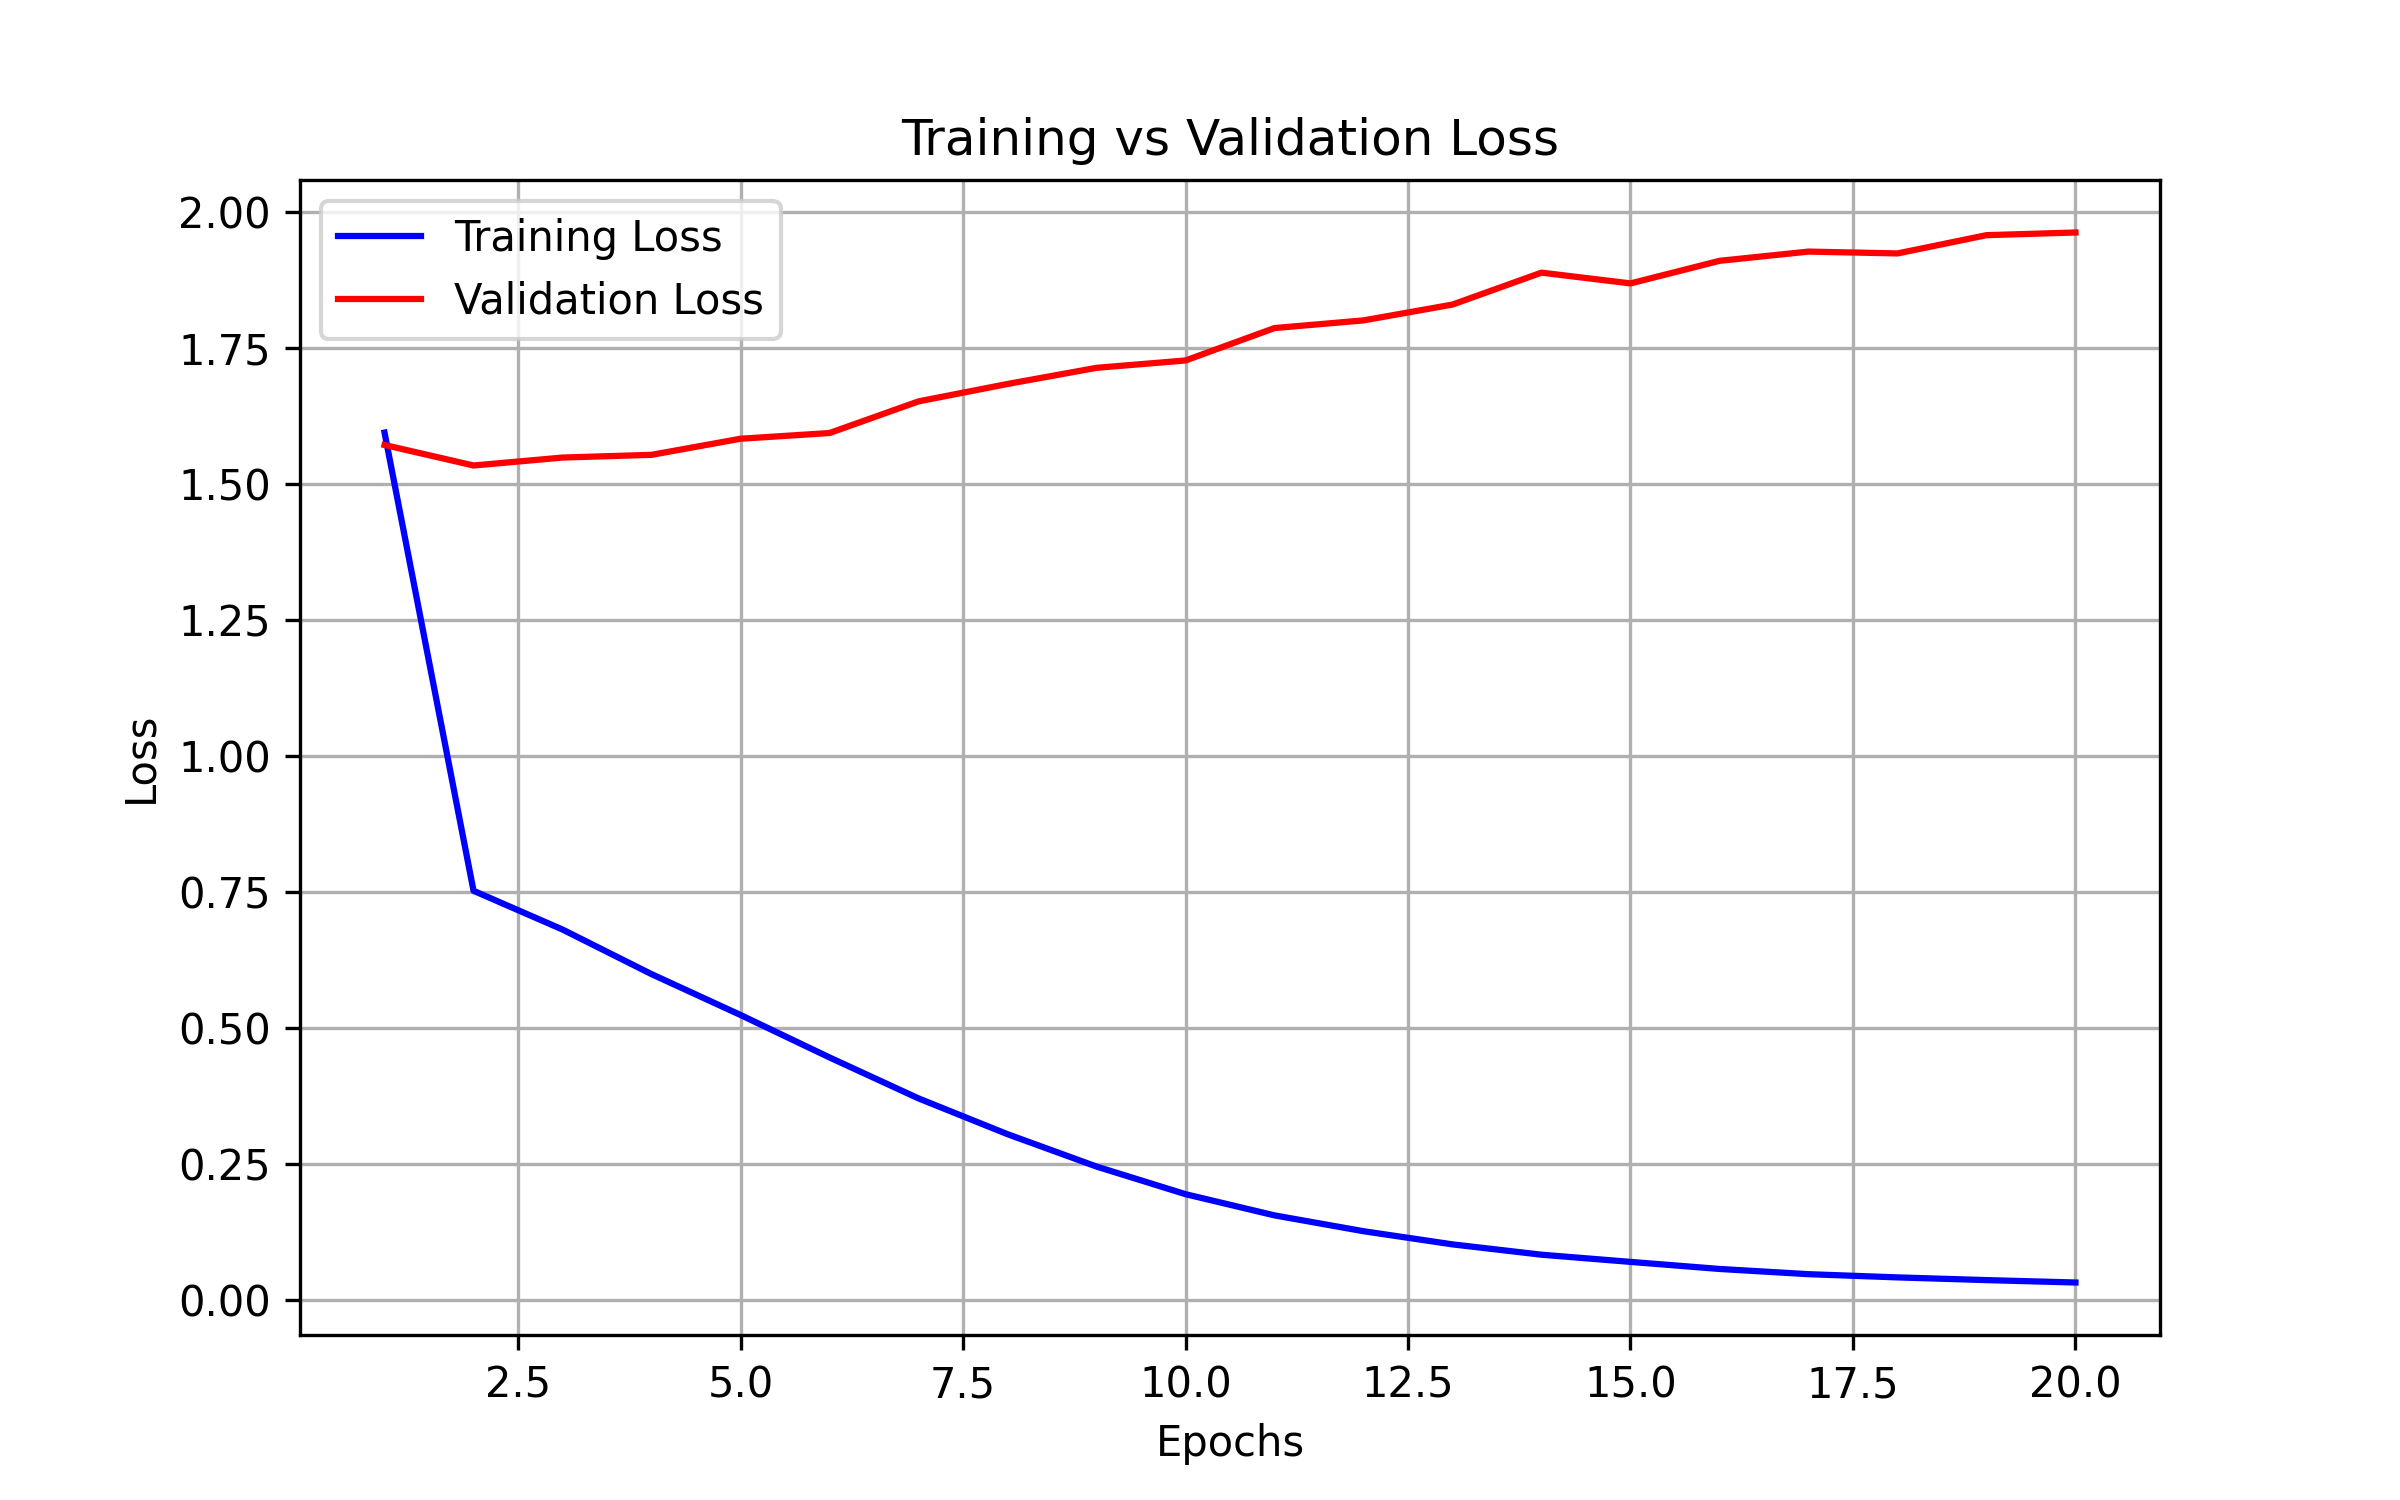 Training vs Validation Loss
Training Loss
Validation Loss
2.00
1.75
1.50
1.25
1.00
0.75
0.50
0.25
0.00
Loss
2.5 5.0 7.5 10.0 12.5 15.0 17.5 20.0
Epochs